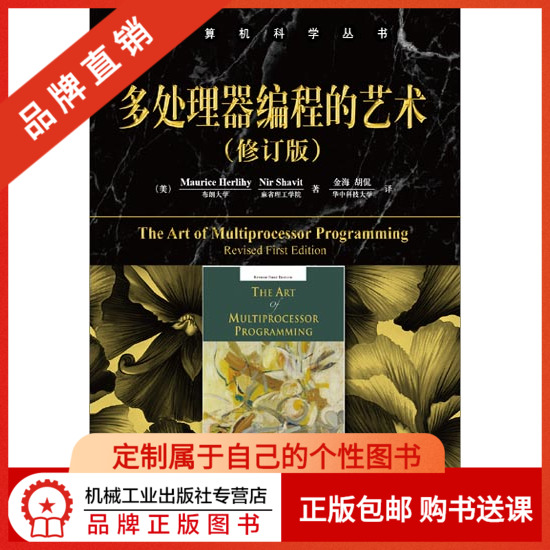 品牌直销
算机科学丛书
多处理器编程的艺术
(修订版)
(美) Maurice Herlihy Nir Shavit 著 金海 胡侃 译
布朗大学 麻省理工学院 华中科技大学
The Art of Multiprocessor Programming
Revised First Edition
REVISED FIRST EDITION
THE ART
of
MULTIPROCESSOR
PROGRAMMING
定制属于自己的个性图书
机械工业出版社专营店
品牌正版图书
正版包邮 购书送课